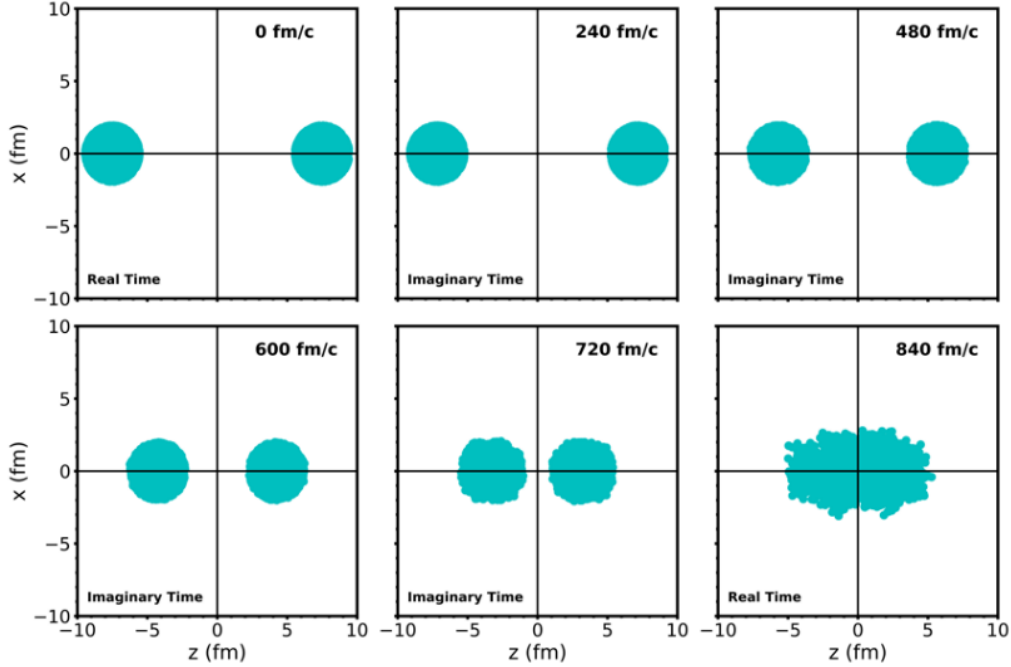 10
5
0
−5
−10
x (fm)
0 fm/c
Real Time
240 fm/c
Imaginary Time
480 fm/c
Imaginary Time
10
5
0
−5
−10
x (fm)
600 fm/c
Imaginary Time
720 fm/c
Imaginary Time
840 fm/c
Real Time
−10 −5 0 5 10
−10 −5 0 5 10
−10 −5 0 5 10
z (fm)
z (fm)
z (fm)